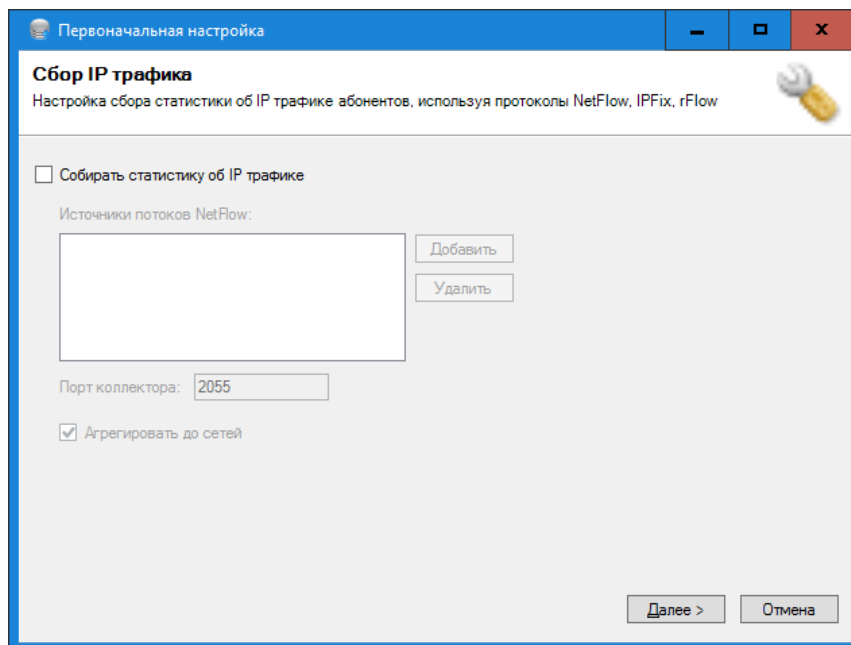 Первоначальная настройка
Сбор IP трафика
Настройка сбора статистики об IP трафике абонентов, используя протоколы NetFlow, IPFix, rFlow
Собирать статистику об IP трафике
Источники потоков NetFlow:
Добавить
Удалить
Порт коллектора: 2055
Агрегировать до сетей
Далее > Отмена